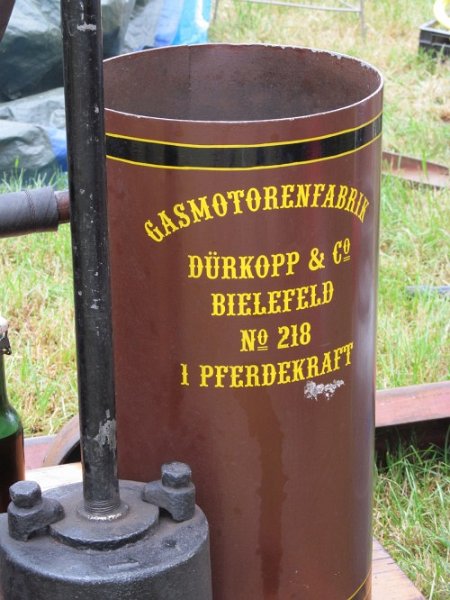 GASMOTORENFABRIK
DÜRKOPP & Cº
BIELEFELD
Nº 218
1 PFERDEKRAFT